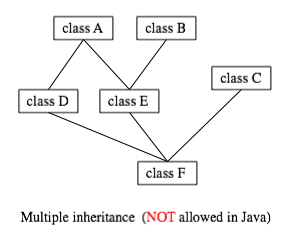 class A
class B
class C
class D
class E
class F
Multiple inheritance (NOT allowed in Java)